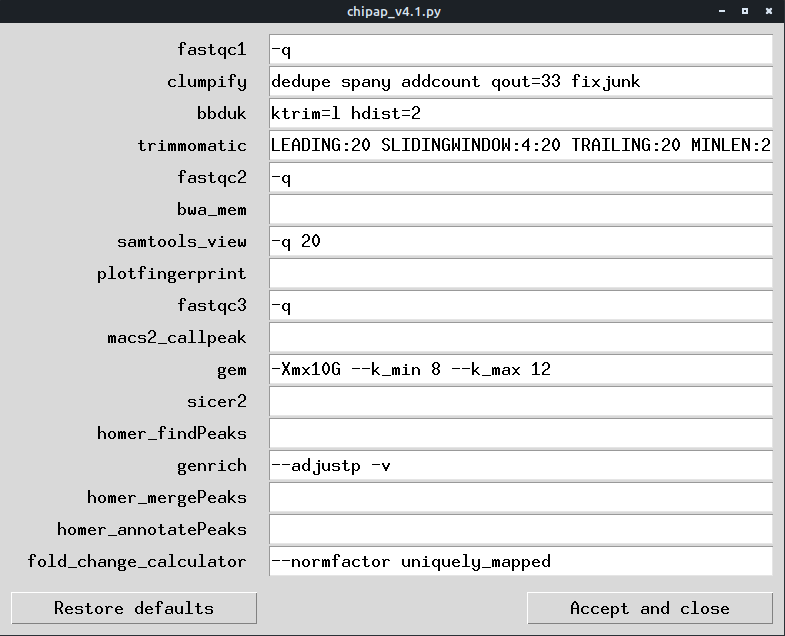 chipap_v4.1.py
fastqc1 -q
clumpify dedupe spany addcount qout=33 fixjunk
bbduk ktrim=l hdist=2
trimmomatic LEADING:20 SLIDINGWINDOW:4:20 TRAILING:20 MINLEN:2
fastqc2 -q
bwa_mem
samtools_view -q 20
plotfingerprint
fastqc3 -q
macs2_callpeak
gem -Xmx10G --k_min 8 --k_max 12
sicer2
homer_findPeaks
genrich --adjustp -v
homer_mergePeaks
homer_annotatePeaks
fold_change_calculator --normfactor uniquely_mapped
Restore defaults Accept and close